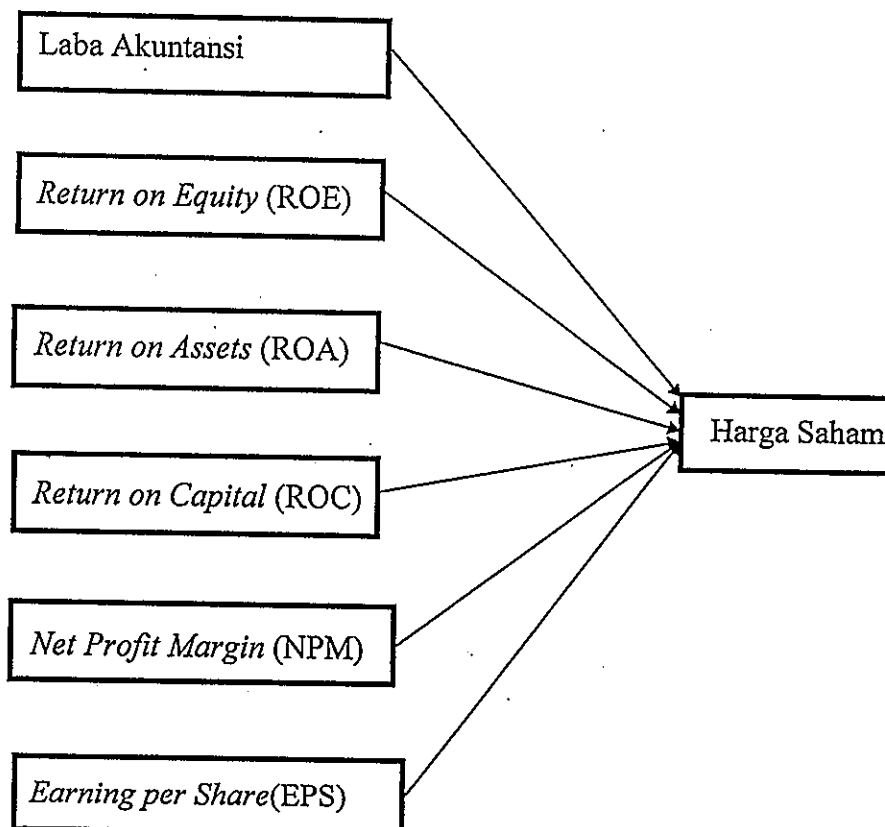 Laba Akuntansi
Return on Equity (ROE)
Return on Assets (ROA)
Harga Saham
Return on Capital (ROC)
Net Profit Margin (NPM)
Earning per Share(EPS)